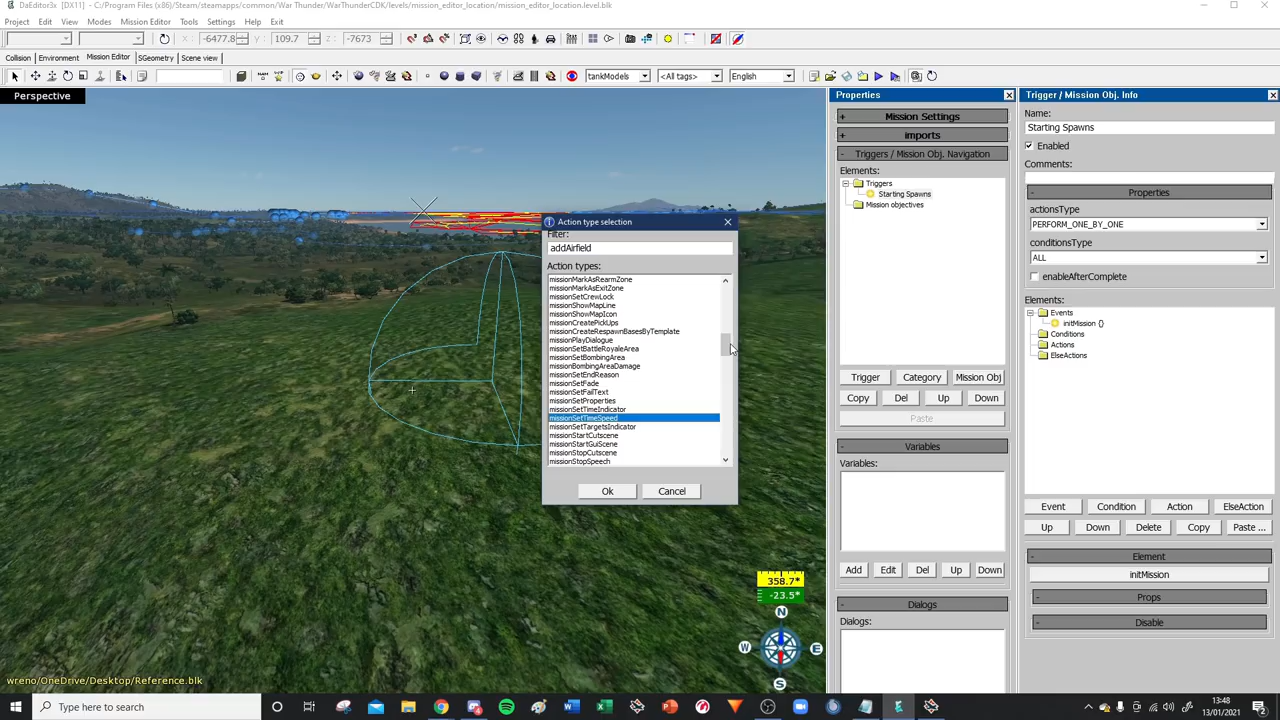 DaEditor3x [DX11] - C:/Program Files (x86)/Steam/steamapps/common/War Thunder/WarThunderCDK/levels/mission_editor_location/mission_editor_location.level.blk
Project Edit View Movies Mission Editor Tools Settings Help Exit
X : -6477.8 Y : 109.7 Z : -7673
Collision Environment Mission Editor SGeometry Scene view
tankModels <All tags> English
Perspective
Properties
+ Mission Settings
+ imports
- Triggers / Mission Obj. Navigation
Elements:
Triggers
Starting Spawns
Mission objectives
Trigger Category Mission Obj
Copy Del Up Down
Paste
- Variables
Variables:
Add Edit Del Up Down
- Dialogs
Dialogs:
Trigger / Mission Obj. Info
Name:
Starting Spawns
Enabled
Comments:
- Properties
actionsType
PERFORM_ONE_BY_ONE
conditionsType
ALL
enableAfterComplete
Elements:
Events
initMission {}
Conditions
Actions
ElseActions
Event Condition Action ElseAction
Up Down Delete Copy Paste ...
- Element
initMission
- Props
- Disable
Action type selection
Filter:
addAirfield
Action types:
missionMarkAsRearmZone
missionMarkAsExitZone
missionSetCrewLock
missionShowMapLine
missionShowMapIcon
missionCreatePickUps
missionCreateRespawnBasesByTemplate
missionPlayDialogue
missionSetBattleRoyaleArea
missionSetBombingArea
missionBombingAreaDamage
missionSetEndReason
missionSetFade
missionSetFailText
missionSetProperties
missionSetTimeIndicator
missionSetTimeSpeed
missionSetTargetsIndicator
missionStartCutscene
missionStartGuiScene
missionStopCutscene
missionStopSpeech
Ok Cancel
358.7°
-23.5°
N
W E
S
wreno/OneDrive/Desktop/Reference.blk
Type here to search
13:48
13/01/2021